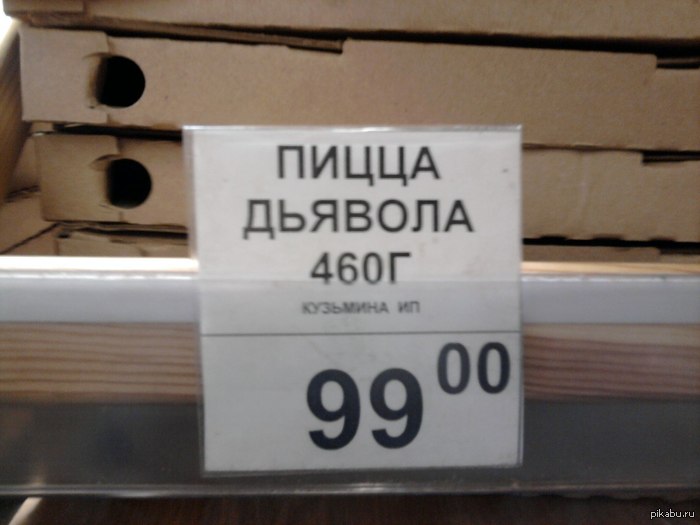 ПИЦЦА
ДЬЯВОЛА
460Г
КУЗЬМИНА ИП
99 00
pikabu.ru